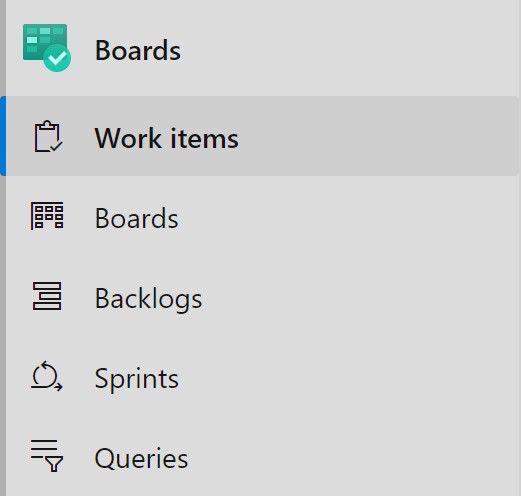 Boards
Work items
Boards
Backlogs
Sprints
Queries